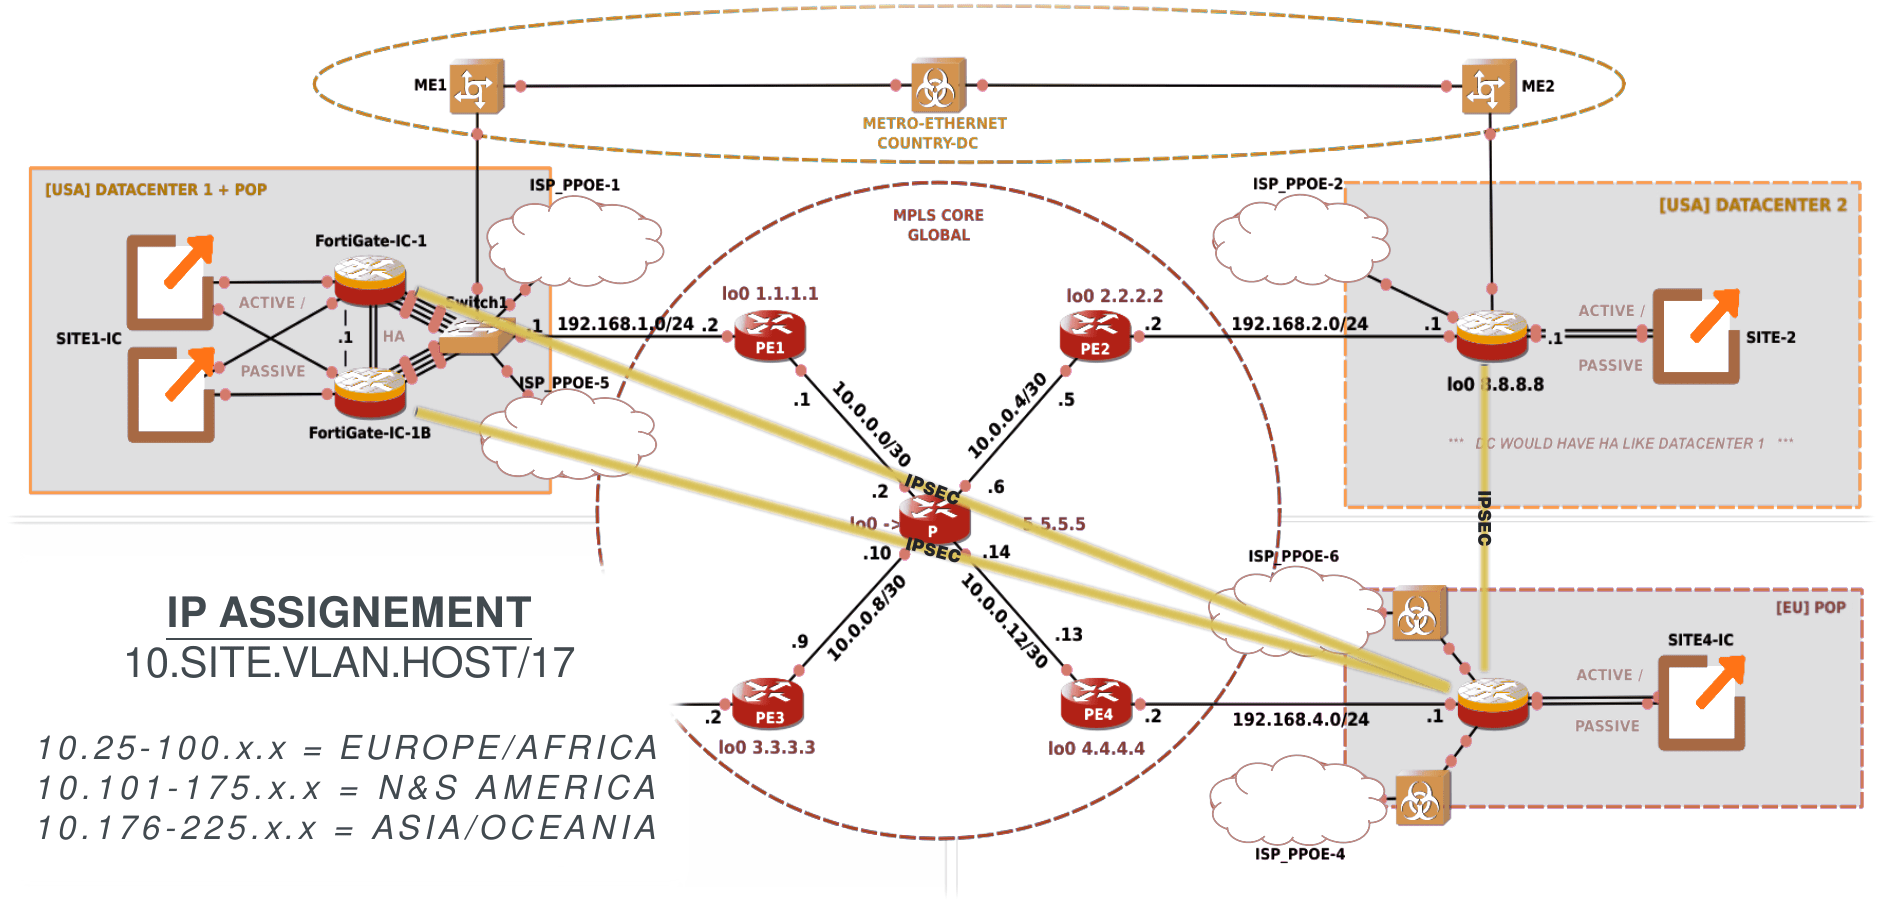 ME1
ME2
METRO-ETHERNET
COUNTRY-DC
[USA] DATACENTER 1 + POP
ISP_PPOE-1
FortiGate-IC-1
ACTIVE /
Switch1
SITE1-IC
.1
HA
PASSIVE
FortiGate-IC-1B
ISP_PPOE-5
.1
192.168.1.0/24
.2
MPLS CORE
GLOBAL
lo0 1.1.1.1
PE1
.1
10.0.0.0/30
.2
lo0 2.2.2.2
PE2
.2
.5
10.0.0.4/30
.6
192.168.2.0/24
.1
ISP_PPOE-2
[USA] DATACENTER 2
ACTIVE /
.1
SITE-2
PASSIVE
lo0 8.8.8.8
*** DC WOULD HAVE HA LIKE DATACENTER 1 ***
IPSEC
lo0 ->
P
5.5.5.5
IPSEC
IPSEC
.10
.14
10.0.0.8/30
.9
10.0.0.12/30
.13
.2
PE3
lo0 3.3.3.3
PE4
lo0 4.4.4.4
.2
192.168.4.0/24
.1
ISP_PPOE-6
[EU] POP
SITE4-IC
ACTIVE /
PASSIVE
ISP_PPOE-4
IP ASSIGNEMENT
10.SITE.VLAN.HOST/17
10.25-100.x.x = EUROPE/AFRICA
10.101-175.x.x = N&S AMERICA
10.176-225.x.x = ASIA/OCEANIA